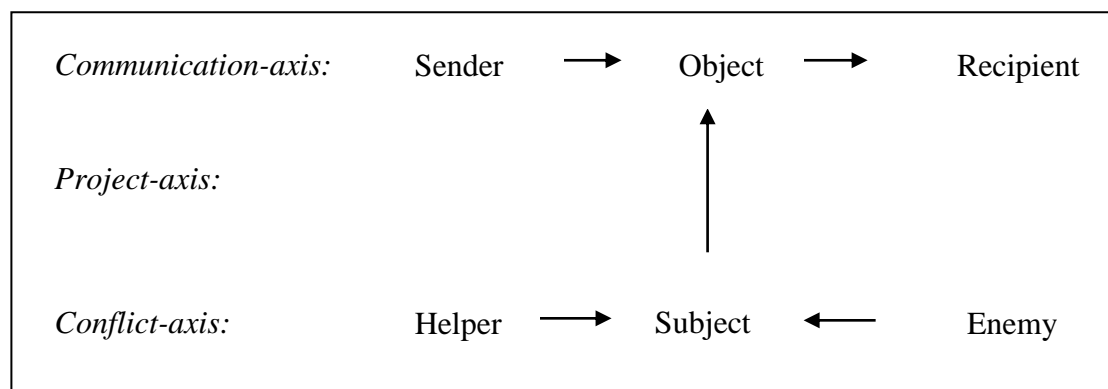 Communication-axis: Sender Object Recipient
Project-axis:
Conflict-axis: Helper Subject Enemy